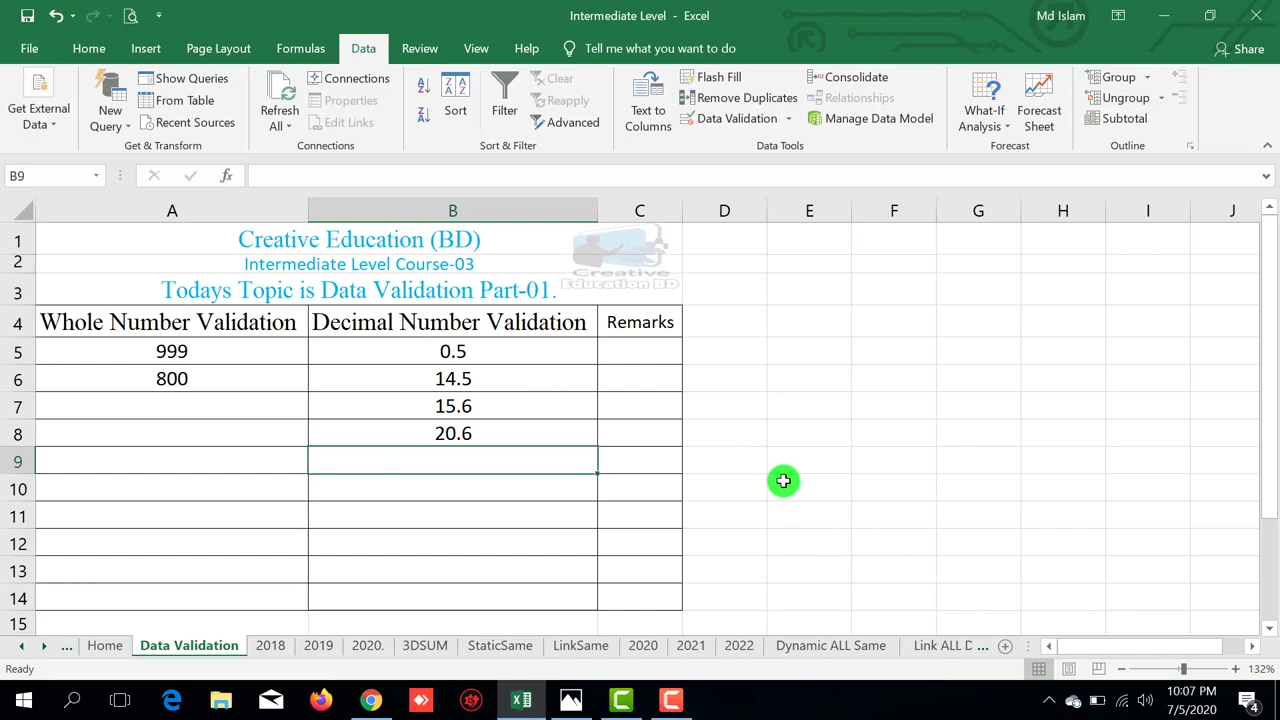 Intermediate Level - Excel
Md Islam
File Home Insert Page Layout Formulas Data Review View Help Tell me what you want to do Share
Get External Data
New Query
Show Queries
From Table
Recent Sources
Get & Transform
Refresh All
Connections
Properties
Edit Links
Connections
Sort
Filter
Clear
Reapply
Advanced
Sort & Filter
Text to Columns
Flash Fill
Remove Duplicates
Data Validation
Consolidate
Relationships
Manage Data Model
Data Tools
What-If Analysis
Forecast Sheet
Forecast
Group
Ungroup
Subtotal
Outline
B9 fx
A B C D E F G H I J
1 Creative Education (BD)
2 Intermediate Level Course-03
3 Todays Topic is Data Validation Part-01.
Creative
Education BD
4 Whole Number Validation Decimal Number Validation Remarks
5 999 0.5
6 800 14.5
7 15.6
8 20.6
9
10
11
12
13
14
15
... Home Data Validation 2018 2019 2020. 3DSUM StaticSame LinkSame 2020 2021 2022 Dynamic ALL Same Link ALL D ...
Ready 132%
10:07 PM
7/5/2020
4